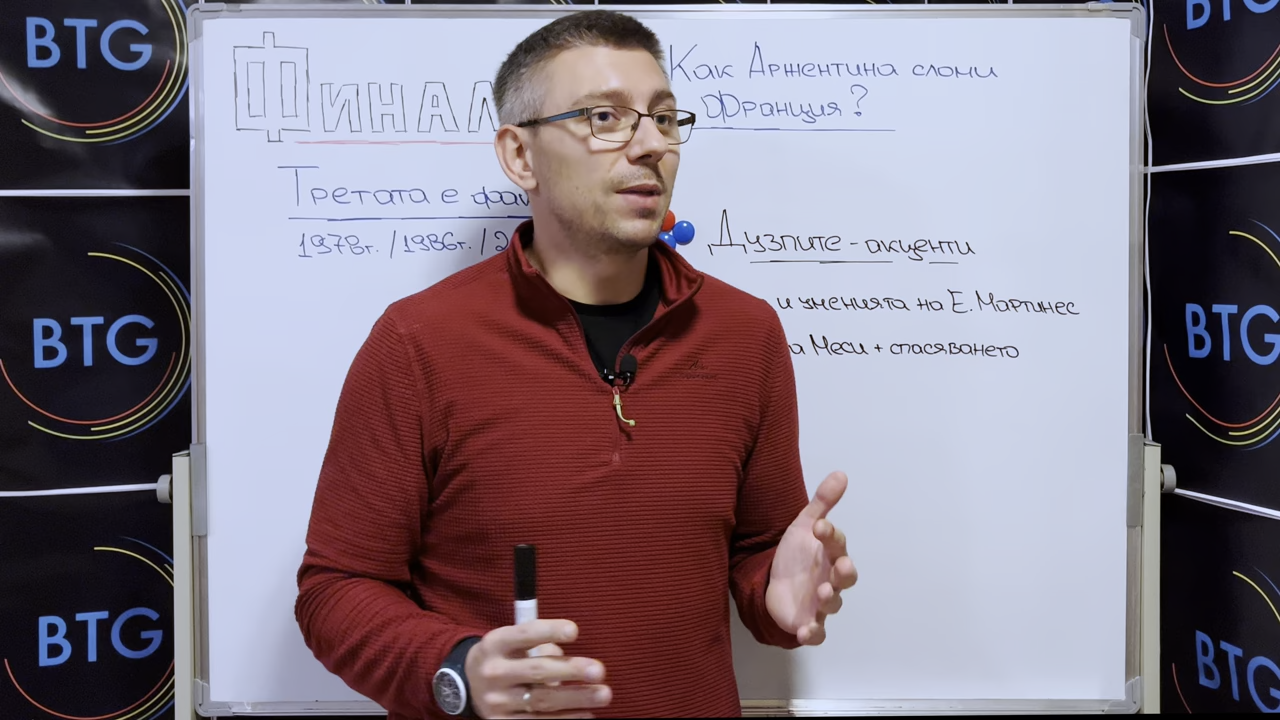 BTG
BTG
BTG
BTG
BTG
BTG
ФИНАЛ
Как Аржентина сломи
Франция?
Третата е
1978г. / 1986г. / 2
Дузпите - акценти
и уменията на Е. Мартинес
Меси + спасяването